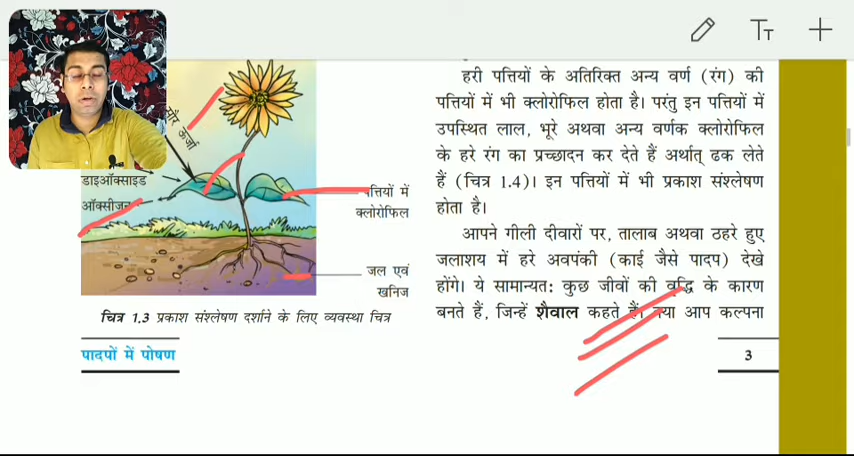 सौर ऊर्जा
डाइऑक्साइड
ऑक्सीजन
पत्तियों में
क्लोरोफिल
जल एवं
खनिज
चित्र 1.3 प्रकाश संश्लेषण दर्शाने के लिए व्यवस्था चित्र
पादपों में पोषण
हरी पत्तियों के अतिरिक्त अन्य वर्ण (रंग) की
पत्तियों में भी क्लोरोफिल होता है। परंतु इन पत्तियों में
उपस्थित लाल, भूरे अथवा अन्य वर्णक क्लोरोफिल
के हरे रंग का प्रच्छादन कर देते हैं अर्थात् ढक लेते
हैं (चित्र 1.4)। इन पत्तियों में भी प्रकाश संश्लेषण
होता है।
आपने गीली दीवारों पर, तालाब अथवा ठहरे हुए
जलाशय में हरे अवपंकी (काई जैसे पादप) देखे
होंगे। ये सामान्यत: कुछ जीवों की वृद्धि के कारण
बनते हैं, जिन्हें शैवाल कहते हैं। क्या आप कल्पना
3
Tт